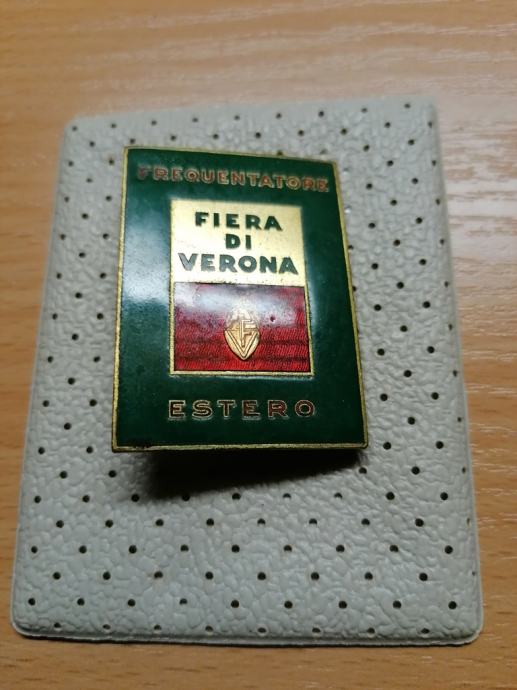 FREQUENTATORE
FIERA
DI
VERONA
ESTERO